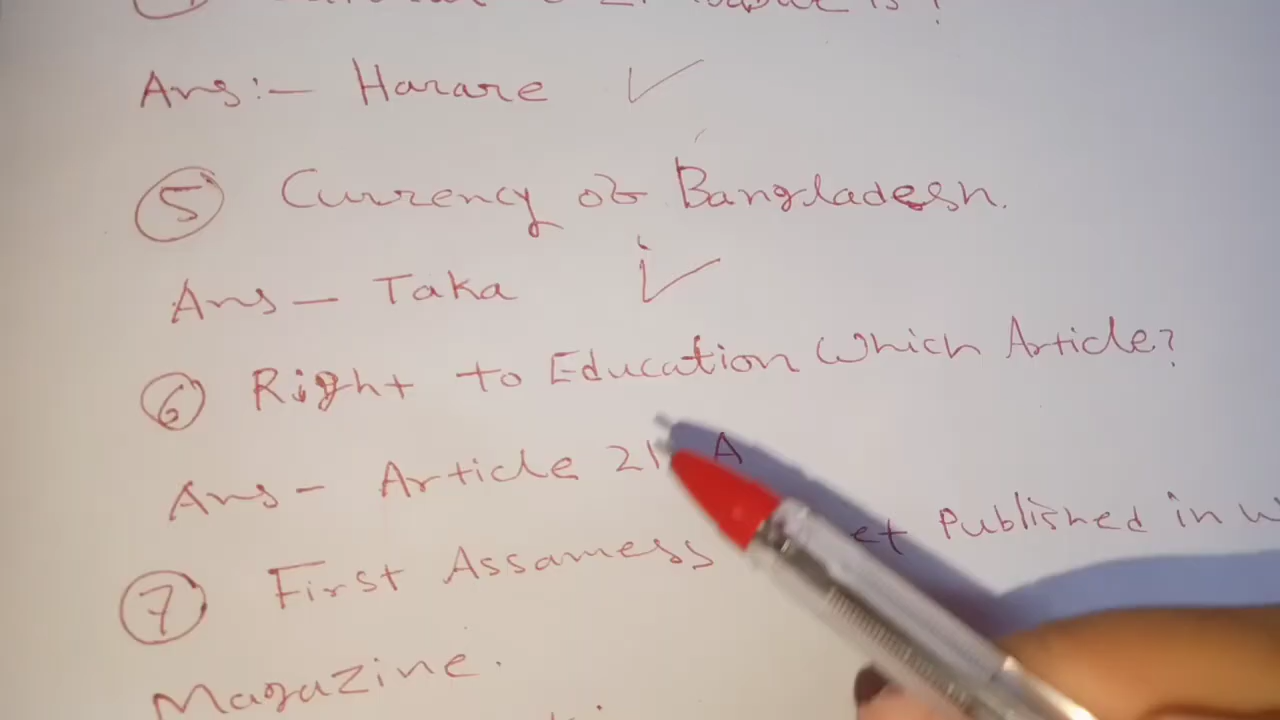 Ans:- Harare
5 Currency of Bangladesh.
Ans - Taka
6 Right to Education Which Article?
Ans - Article 21 A
7 First Assamess et Published in
Magazine.